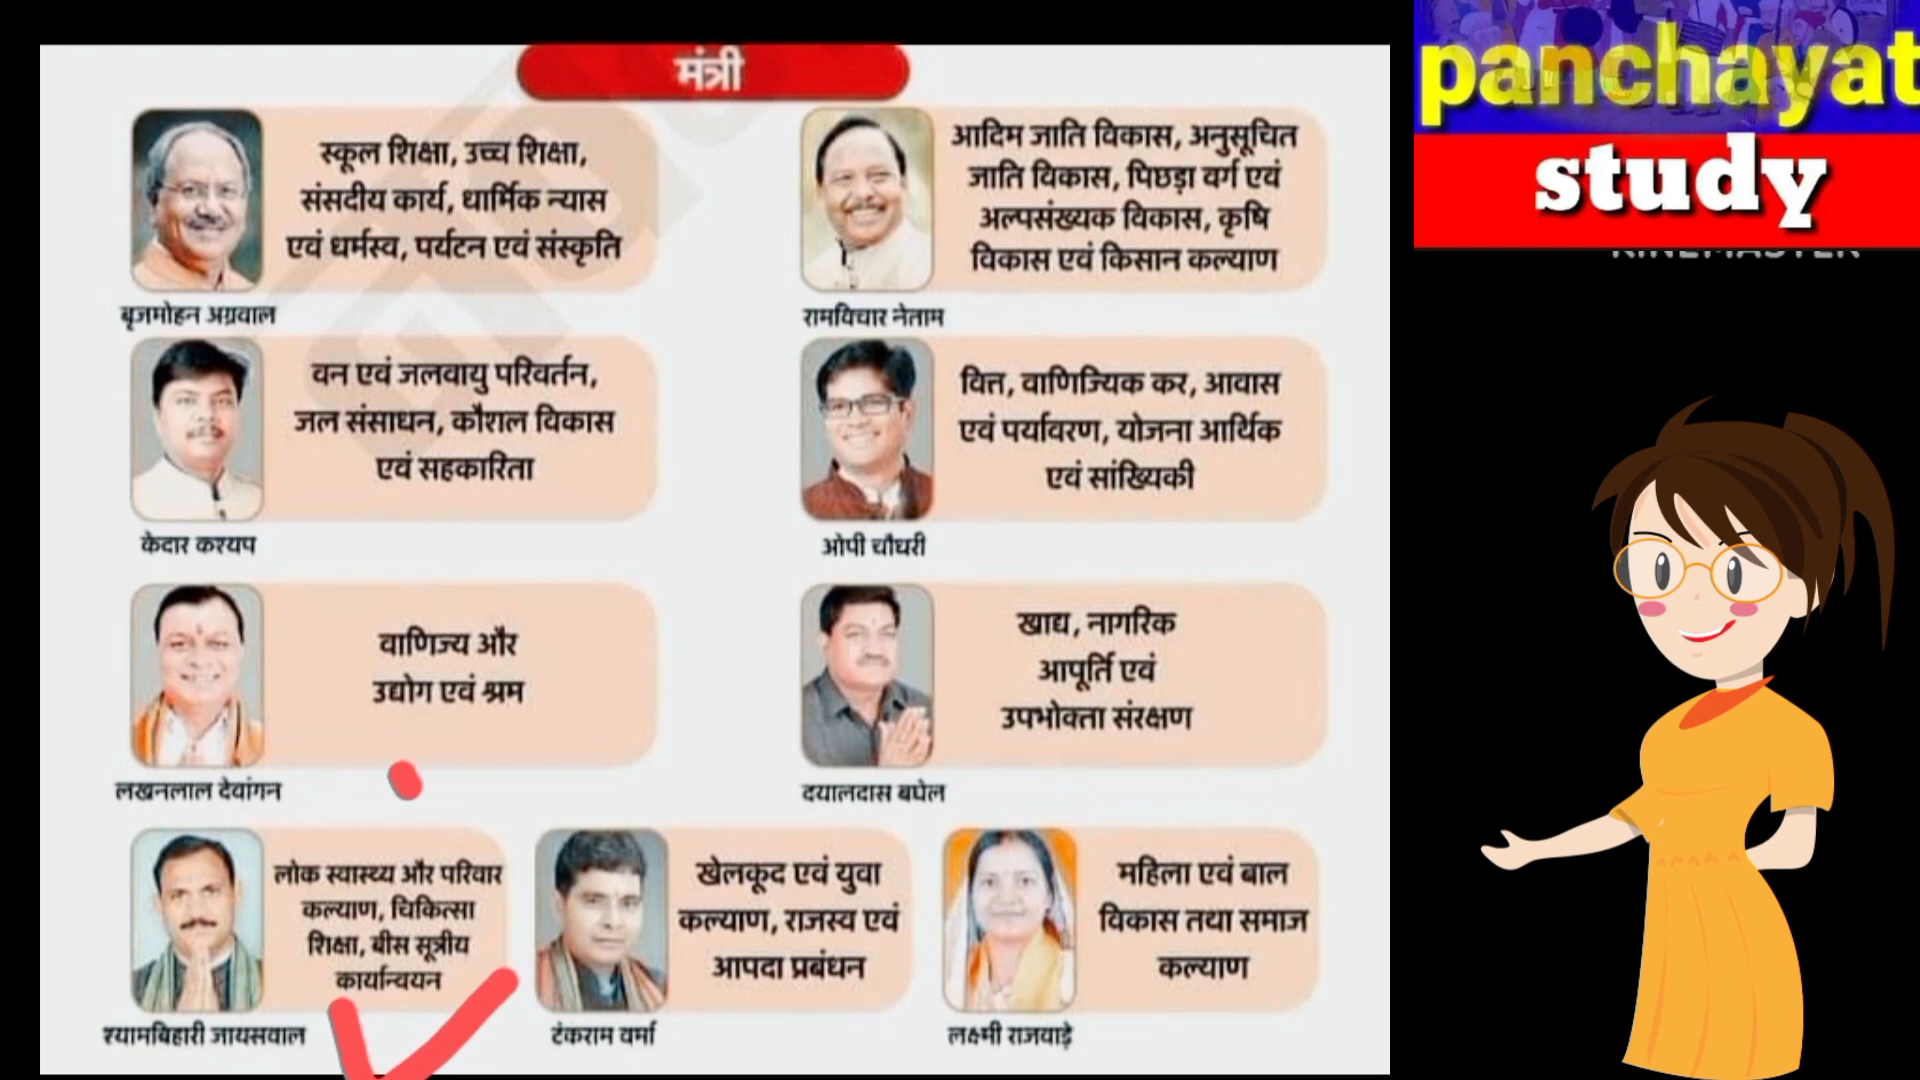 मंत्री
स्कूल शिक्षा, उच्च शिक्षा,
संसदीय कार्य, धार्मिक न्यास
एवं धर्मस्व, पर्यटन एवं संस्कृति
बृजमोहन अग्रवाल
आदिम जाति विकास, अनुसूचित
जाति विकास, पिछड़ा वर्ग एवं
अल्पसंख्यक विकास, कृषि
विकास एवं किसान कल्याण
रामविचार नेताम
वन एवं जलवायु परिवर्तन,
जल संसाधन, कौशल विकास
एवं सहकारिता
केदार कश्यप
वित्त, वाणिज्यिक कर, आवास
एवं पर्यावरण, योजना आर्थिक
एवं सांख्यिकी
ओपी चौधरी
वाणिज्य और
उद्योग एवं श्रम
लखनलाल देवांगन
खाद्य, नागरिक
आपूर्ति एवं
उपभोक्ता संरक्षण
दयालदास बघेल
लोक स्वास्थ्य और परिवार
कल्याण, चिकित्सा
शिक्षा, बीस सूत्रीय
कार्यान्वयन
श्यामबिहारी जायसवाल
खेलकूद एवं युवा
कल्याण, राजस्व एवं
आपदा प्रबंधन
टंकराम वर्मा
महिला एवं बाल
विकास तथा समाज
कल्याण
लक्ष्मी राजवाड़े
panchayat
study
KINEMASTER